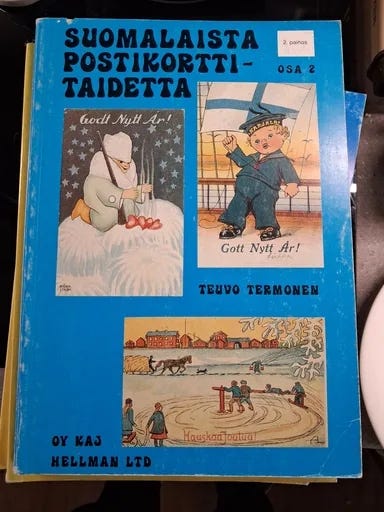 SUOMALAISTA
POSTIKORTTI-
TAIDETTA
OSA 2
2. painos
Godt Nytt År!
Gott Nytt År!
TEUVO TERMONEN
Hauskaa Joulua!
OY KAJ
HELLMAN LTD